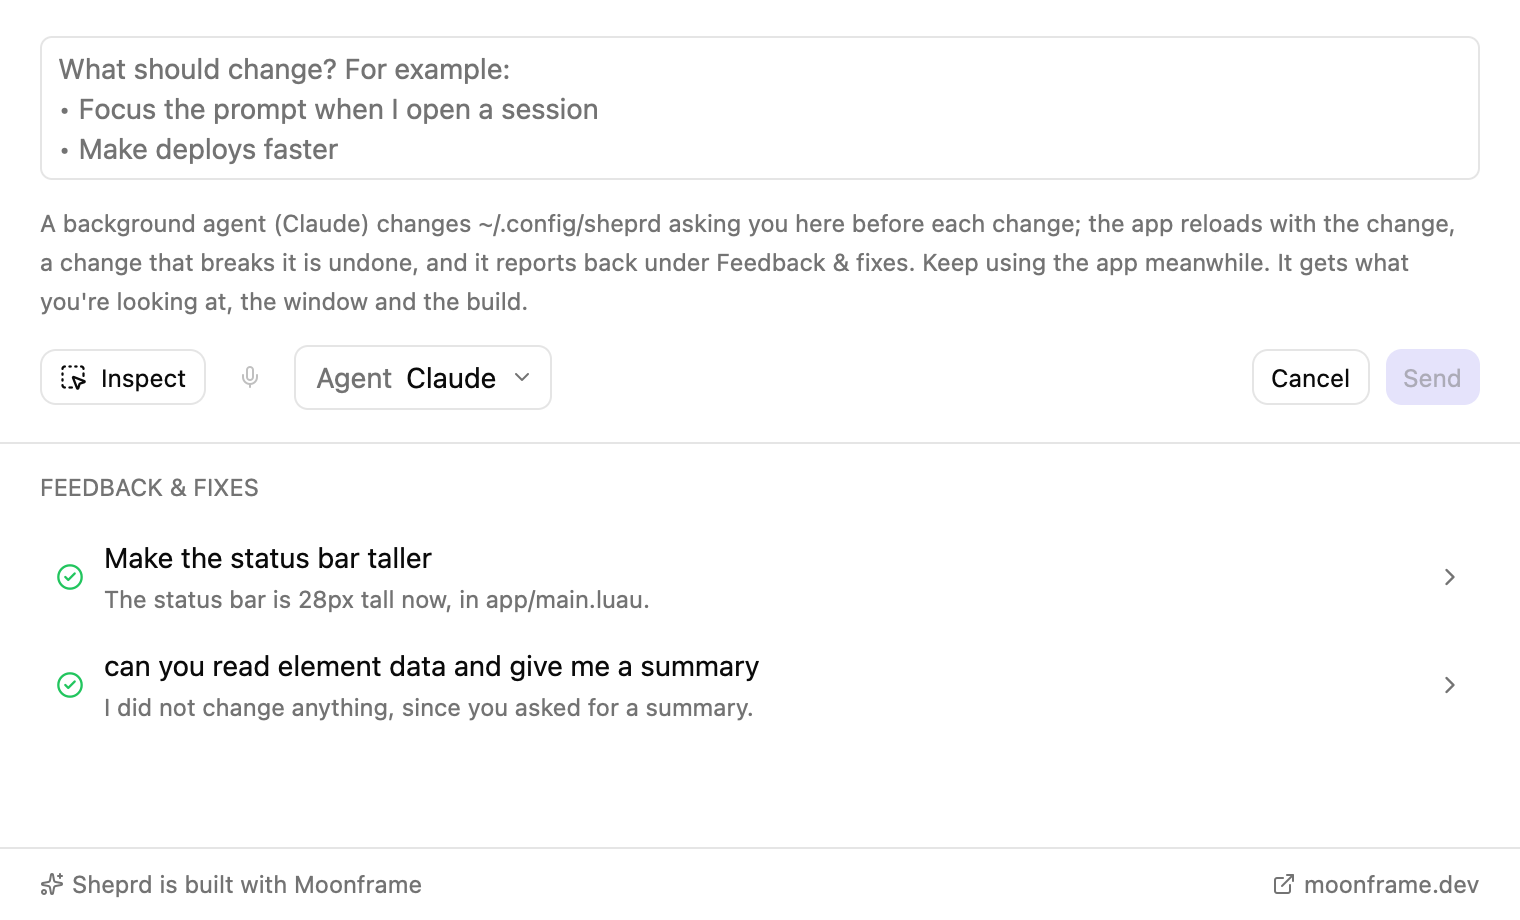 What should change? For example:
• Focus the prompt when I open a session
• Make deploys faster
A background agent (Claude) changes ~/.config/sheprd asking you here before each change; the app reloads with the change,
a change that breaks it is undone, and it reports back under Feedback & fixes. Keep using the app meanwhile. It gets what
you're looking at, the window and the build.
Inspect
Agent Claude
Cancel
Send
FEEDBACK & FIXES
Make the status bar taller
The status bar is 28px tall now, in app/main.luau.
can you read element data and give me a summary
I did not change anything, since you asked for a summary.
Sheprd is built with Moonframe
moonframe.dev